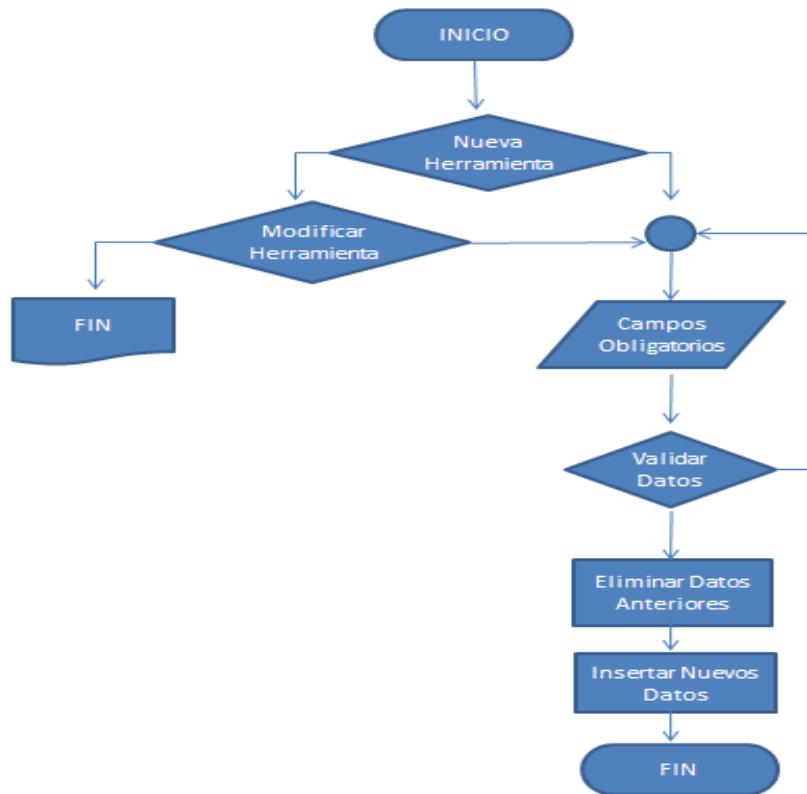 INICIO
Nueva
Herramienta
Modificar
Herramienta
FIN
Campos
Obligatorios
Validar
Datos
Eliminar Datos
Anteriores
Insertar Nuevos
Datos
FIN